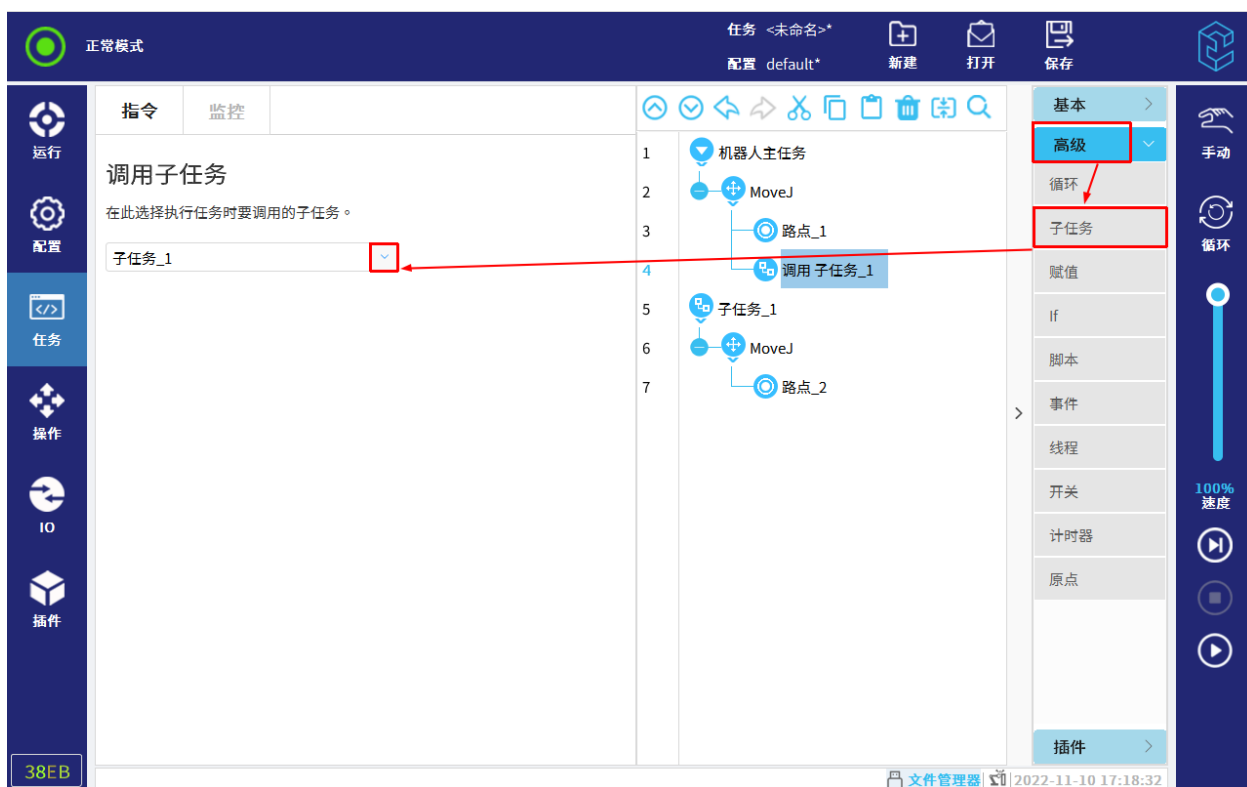 正常模式
任务 <未命名>*
配置 default*
新建
打开
保存
运行
配置
任务
操作
IO
插件
38EB
指令
监控
调用子任务
在此选择执行任务时要调用的子任务。
子任务_1
1 机器人主任务
2 MoveJ
3 路点_1
4 调用 子任务_1
5 子任务_1
6 MoveJ
7 路点_2
基本
高级
循环
子任务
赋值
If
脚本
事件
线程
开关
计时器
原点
插件
手动
循环
100%
速度
文件管理器
2022-11-10 17:18:32